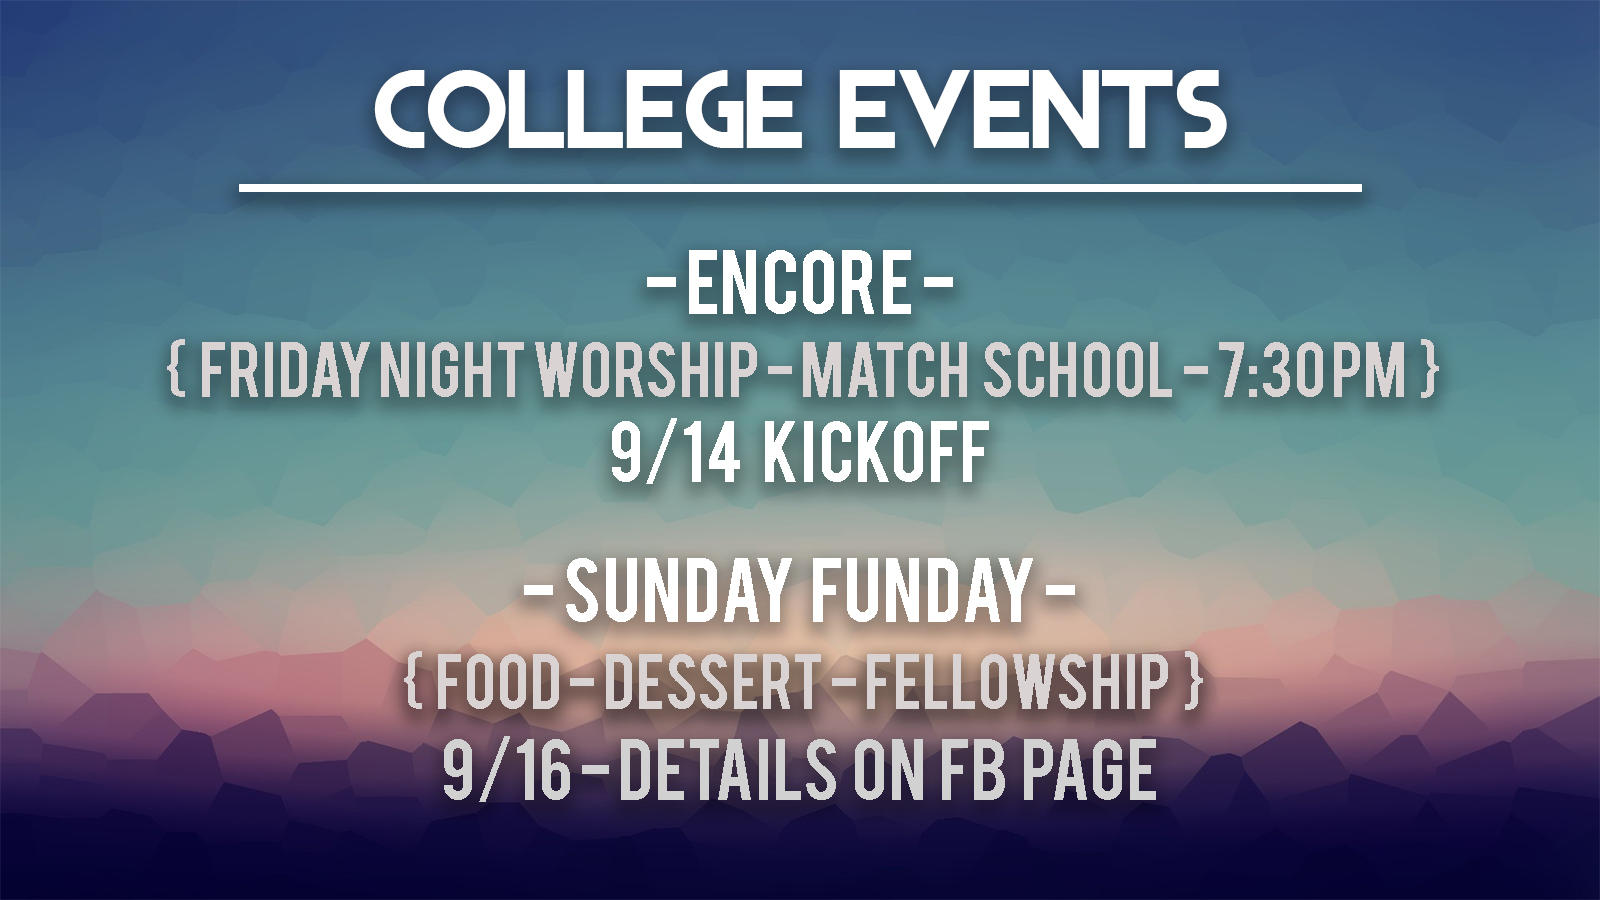 COLLEGE EVENTS
- ENCORE -
{ FRIDAY NIGHT WORSHIP - MATCH SCHOOL - 7:30 PM }
9/14 KICKOFF
- SUNDAY FUNDAY -
{ FOOD - DESSERT - FELLOWSHIP }
9/16 - DETAILS ON FB PAGE